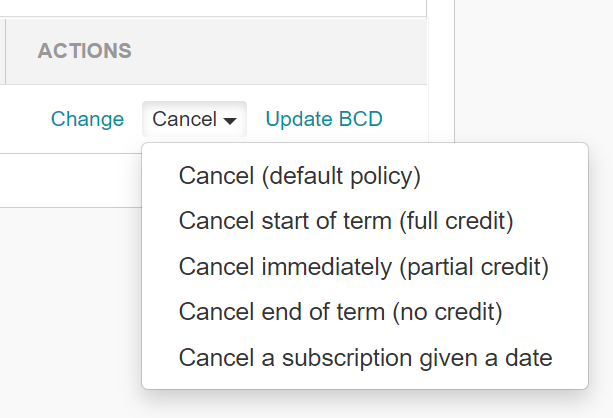 ACTIONS
Change Cancel Update BCD
Cancel (default policy)
Cancel start of term (full credit)
Cancel immediately (partial credit)
Cancel end of term (no credit)
Cancel a subscription given a date